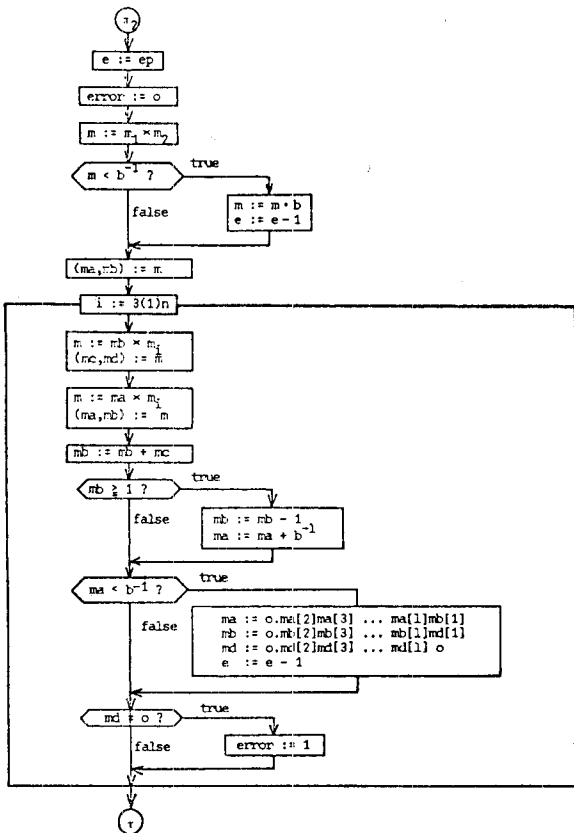 π₂
e := ep
error := o
m := m₁ × m₂
m < b⁻¹ ?
true
false
m := m · b
e := e - 1
(ma,mb) := m
i := 3(1)n
m := mb × mᵢ
(mc,md) := m
m := ma × mᵢ
(ma,mb) := m
mb := mb + mc
mb ≧ 1 ?
true
false
mb := mb - 1
ma := ma + b⁻¹
ma < b⁻¹ ?
true
false
ma := o.ma[2]ma[3] ... ma[l]mb[1]
mb := o.mb[2]mb[3] ... mb[l]md[1]
md := o.md[2]md[3] ... md[l] o
e := e - 1
md ≠ o ?
true
false
error := 1